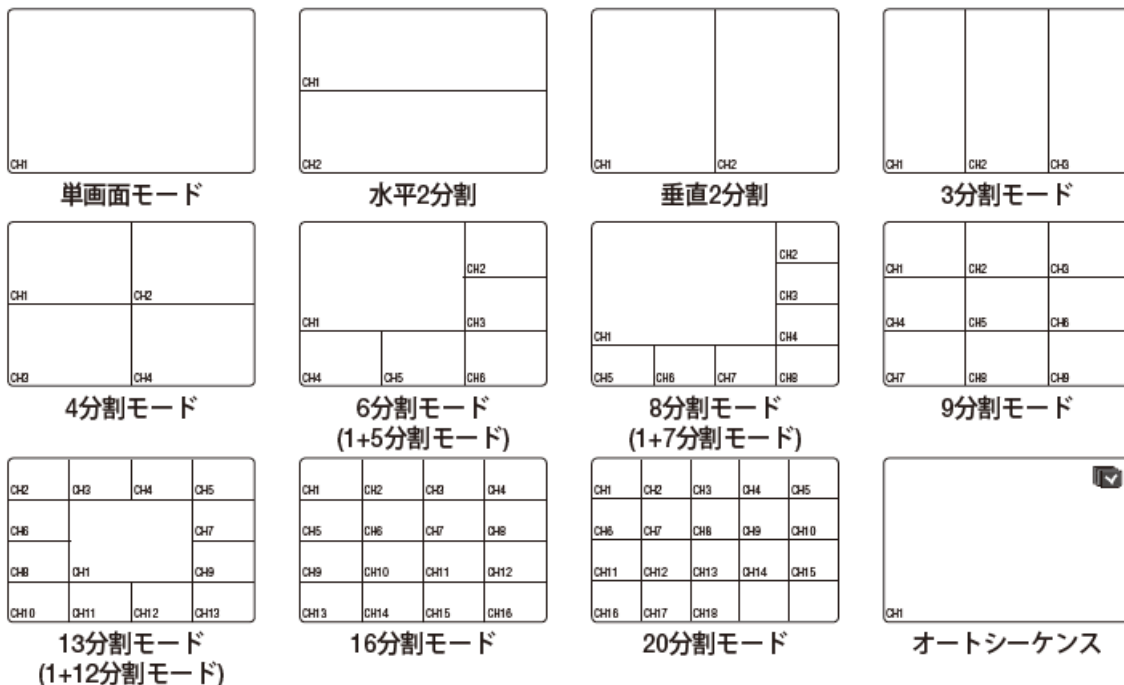 CH1
単画面モード
CH1
CH2
水平2分割
CH1 CH2
垂直2分割
CH1 CH2 CH3
3分割モード
CH1 CH2
CH3 CH4
4分割モード
CH2
CH1 CH3
CH4 CH5 CH6
6分割モード
(1+5分割モード)
CH2
CH3
CH1 CH4
CH5 CH6 CH7 CH8
8分割モード
(1+7分割モード)
CH1 CH2 CH3
CH4 CH5 CH6
CH7 CH8 CH9
9分割モード
CH2 CH3 CH4 CH5
CH6 CH7
CH8 CH1 CH9
CH10 CH11 CH12 CH13
13分割モード
(1+12分割モード)
CH1 CH2 CH3 CH4
CH5 CH6 CH7 CH8
CH9 CH10 CH11 CH12
CH13 CH14 CH15 CH16
16分割モード
CH1 CH2 CH3 CH4 CH5
CH6 CH7 CH8 CH9 CH10
CH11 CH12 CH13 CH14 CH15
CH16 CH17 CH18
20分割モード
CH1
オートシーケンス